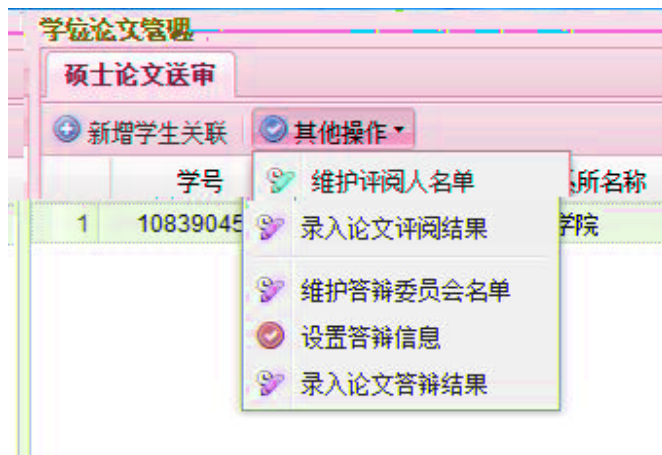 学位论文管理
硕士论文送审
新增学生关联 其他操作
学号 所名称
维护评阅人名单
1 10839045 学院
录入论文评阅结果
维护答辩委员会名单
设置答辩信息
录入论文答辩结果